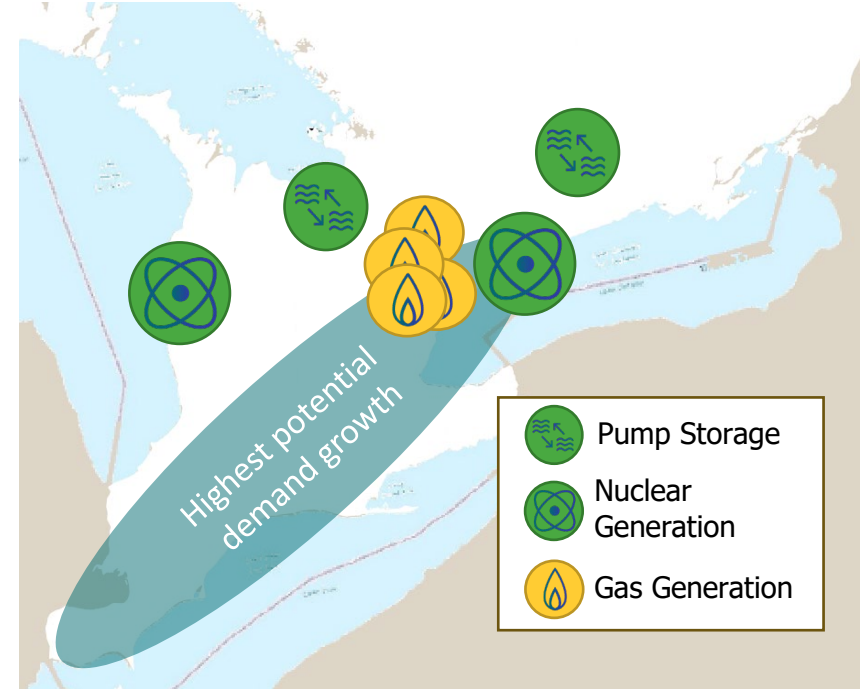 Highest potential
demand growth
Pump Storage
Nuclear
Generation
Gas Generation